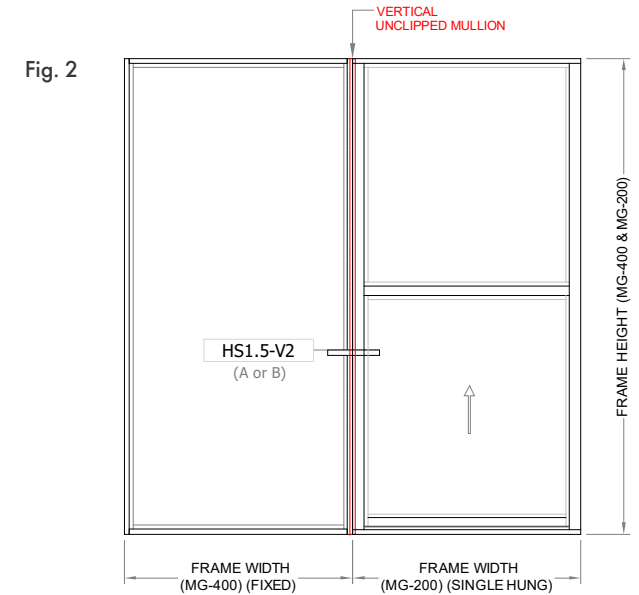 VERTICAL
UNCLIPPED MULLION
Fig. 2
HS1.5-V2
(A or B)
FRAME HEIGHT (MG-400 & MG-200)
FRAME WIDTH
(MG-400) (FIXED)
FRAME WIDTH
(MG-200) (SINGLE HUNG)